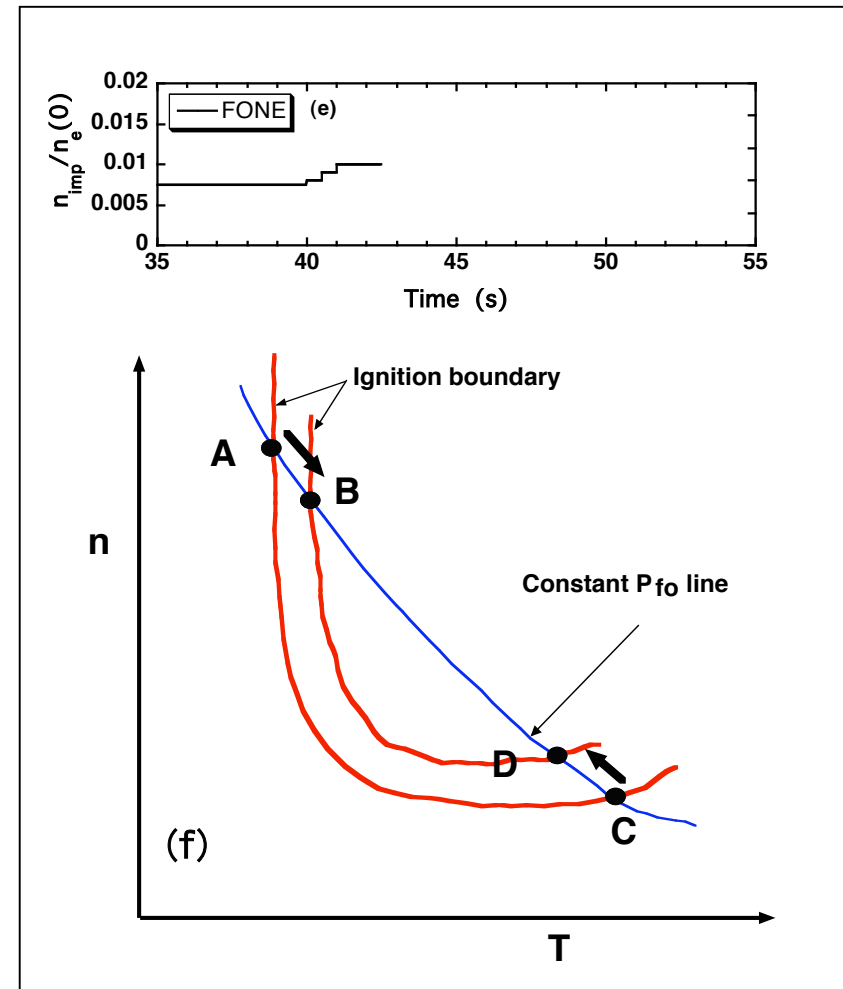 0.02
0.015
0.01
0.005
0
n_imp/n_e(0)
FONE
(e)
35 40 45 50 55
Time (s)
Ignition boundary
A
B
n
Constant P_fo line
D
C
(f)
T